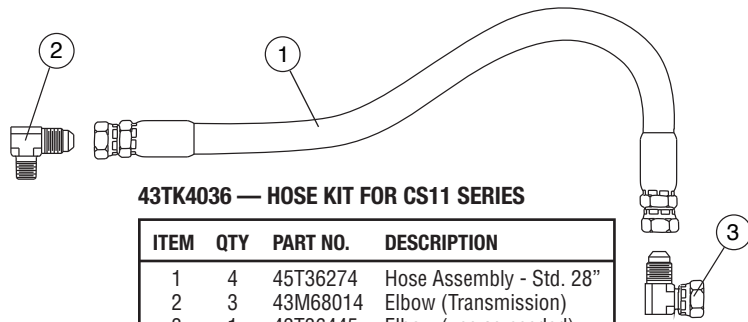 2
1
43TK4036 — HOSE KIT FOR CS11 SERIES
3
ITEM QTY PART NO. DESCRIPTION
1 4 45T36274 Hose Assembly - Std. 28”
2 3 43M68014 Elbow (Transmission)